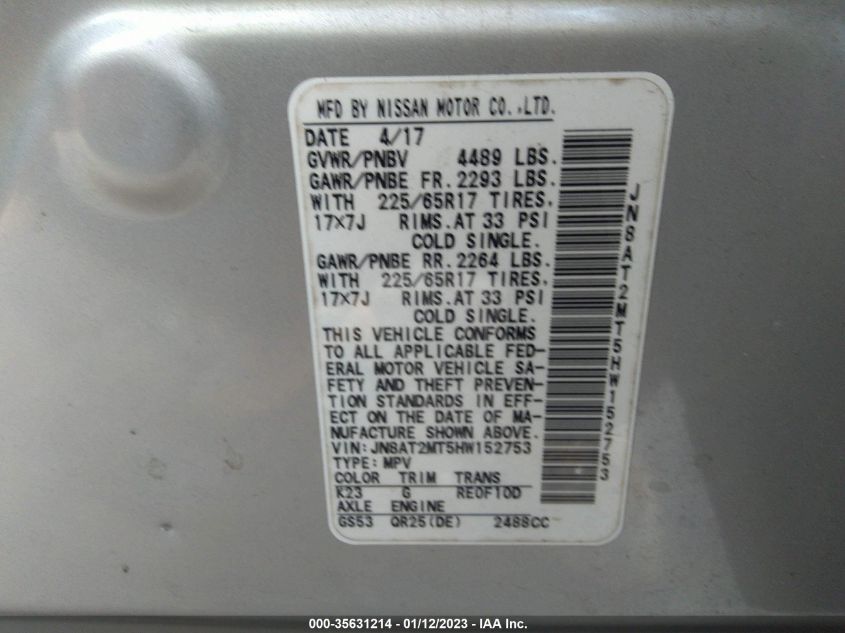 MFD BY NISSAN MOTOR CO.,LTD.
DATE 4/17
GVWR/PNBV 4489 LBS.
GAWR/PNBE FR. 2293 LBS.
WITH 225/65R17 TIRES.
17×7J RIMS. AT 33 PSI
COLD SINGLE.
GAWR/PNBE RR. 2264 LBS.
WITH 225/65R17 TIRES.
17×7J RIMS. AT 33 PSI
COLD SINGLE.
THIS VEHICLE CONFORMS
TO ALL APPLICABLE FED-
ERAL MOTOR VEHICLE SA-
FETY AND THEFT PREVEN-
TION STANDARDS IN EFF-
ECT ON THE DATE OF MA-
NUFACTURE SHOWN ABOVE.
VIN: JN8AT2MT5HW152753
TYPE: MPV
COLOR TRIM TRANS
K23 G RE0F10D
AXLE ENGINE
GS53 QR25(DE) 2488CC
JN8AT2MT5HW152753
000-35631214 — 01/12/2023 — IAA Inc.